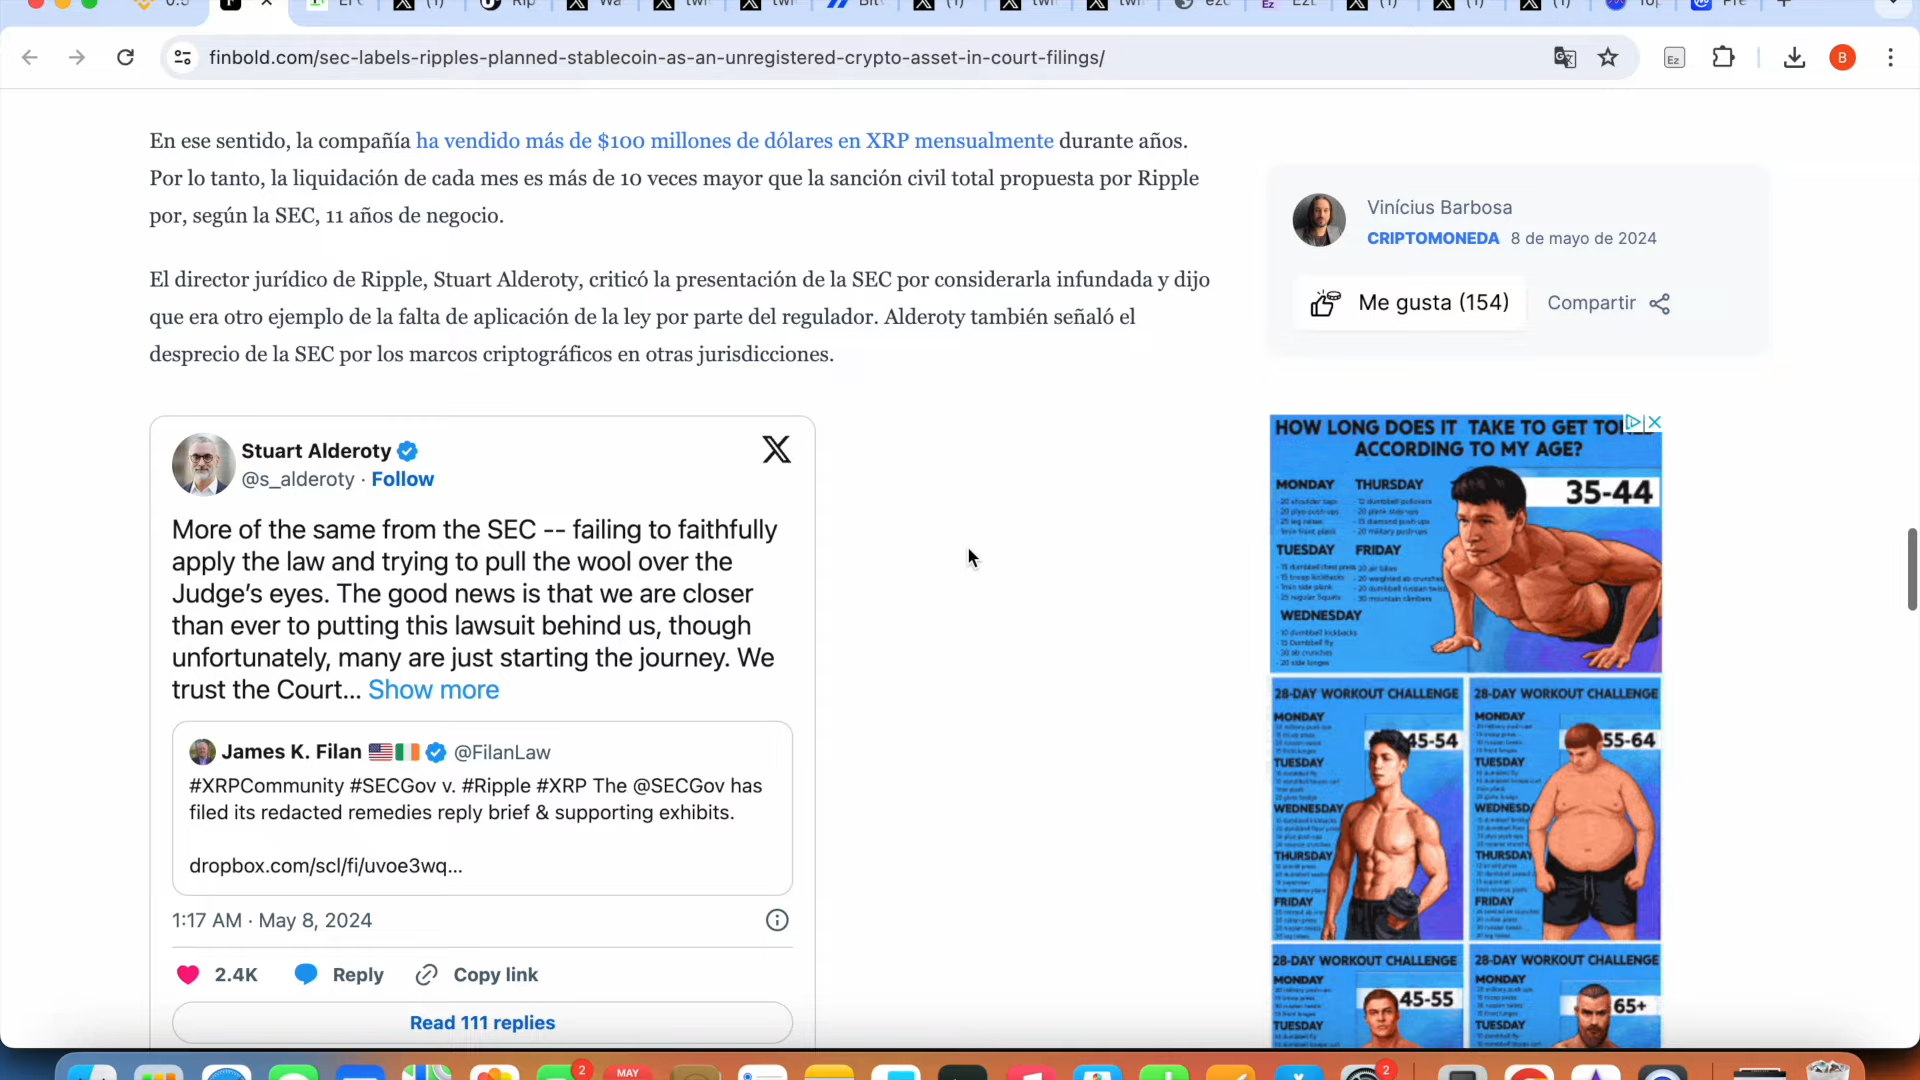 finbold.com/sec-labels-ripples-planned-stablecoin-as-an-unregistered-crypto-asset-in-court-filings/
En ese sentido, la compañía ha vendido más de $100 millones de dólares en XRP mensualmente durante años.
Por lo tanto, la liquidación de cada mes es más de 10 veces mayor que la sanción civil total propuesta por Ripple
por, según la SEC, 11 años de negocio.
El director jurídico de Ripple, Stuart Alderoty, criticó la presentación de la SEC por considerarla infundada y dijo
que era otro ejemplo de la falta de aplicación de la ley por parte del regulador. Alderoty también señaló el
desprecio de la SEC por los marcos criptográficos en otras jurisdicciones.
Stuart Alderoty
@s_alderoty · Follow
More of the same from the SEC -- failing to faithfully
apply the law and trying to pull the wool over the
Judge’s eyes. The good news is that we are closer
than ever to putting this lawsuit behind us, though
unfortunately, many are just starting the journey. We
trust the Court... Show more
James K. Filan @FilanLaw
#XRPCommunity #SECGov v. #Ripple #XRP The @SECGov has
filed its redacted remedies reply brief & supporting exhibits.
dropbox.com/scl/fi/uvoe3wq...
1:17 AM · May 8, 2024
2.4K Reply Copy link
Read 111 replies
Vinícius Barbosa
CRIPTOMONEDA 8 de mayo de 2024
Me gusta (154) Compartir
HOW LONG DOES IT TAKE TO GET
ACCORDING TO MY AGE?
35-44
MONDAY THURSDAY
TUESDAY FRIDAY
WEDNESDAY
28-DAY WORKOUT CHALLENGE
MONDAY
45-54
TUESDAY
WEDNESDAY
THURSDAY
FRIDAY
28-DAY WORKOUT CHALLENGE
MONDAY
55-64
TUESDAY
THURSDAY
FRIDAY
28-DAY WORKOUT CHALLENGE
MONDAY
45-55
TUESDAY
28-DAY WORKOUT CHALLENGE
MONDAY
65+
TUESDAY
B
Ez
2
MAY
2